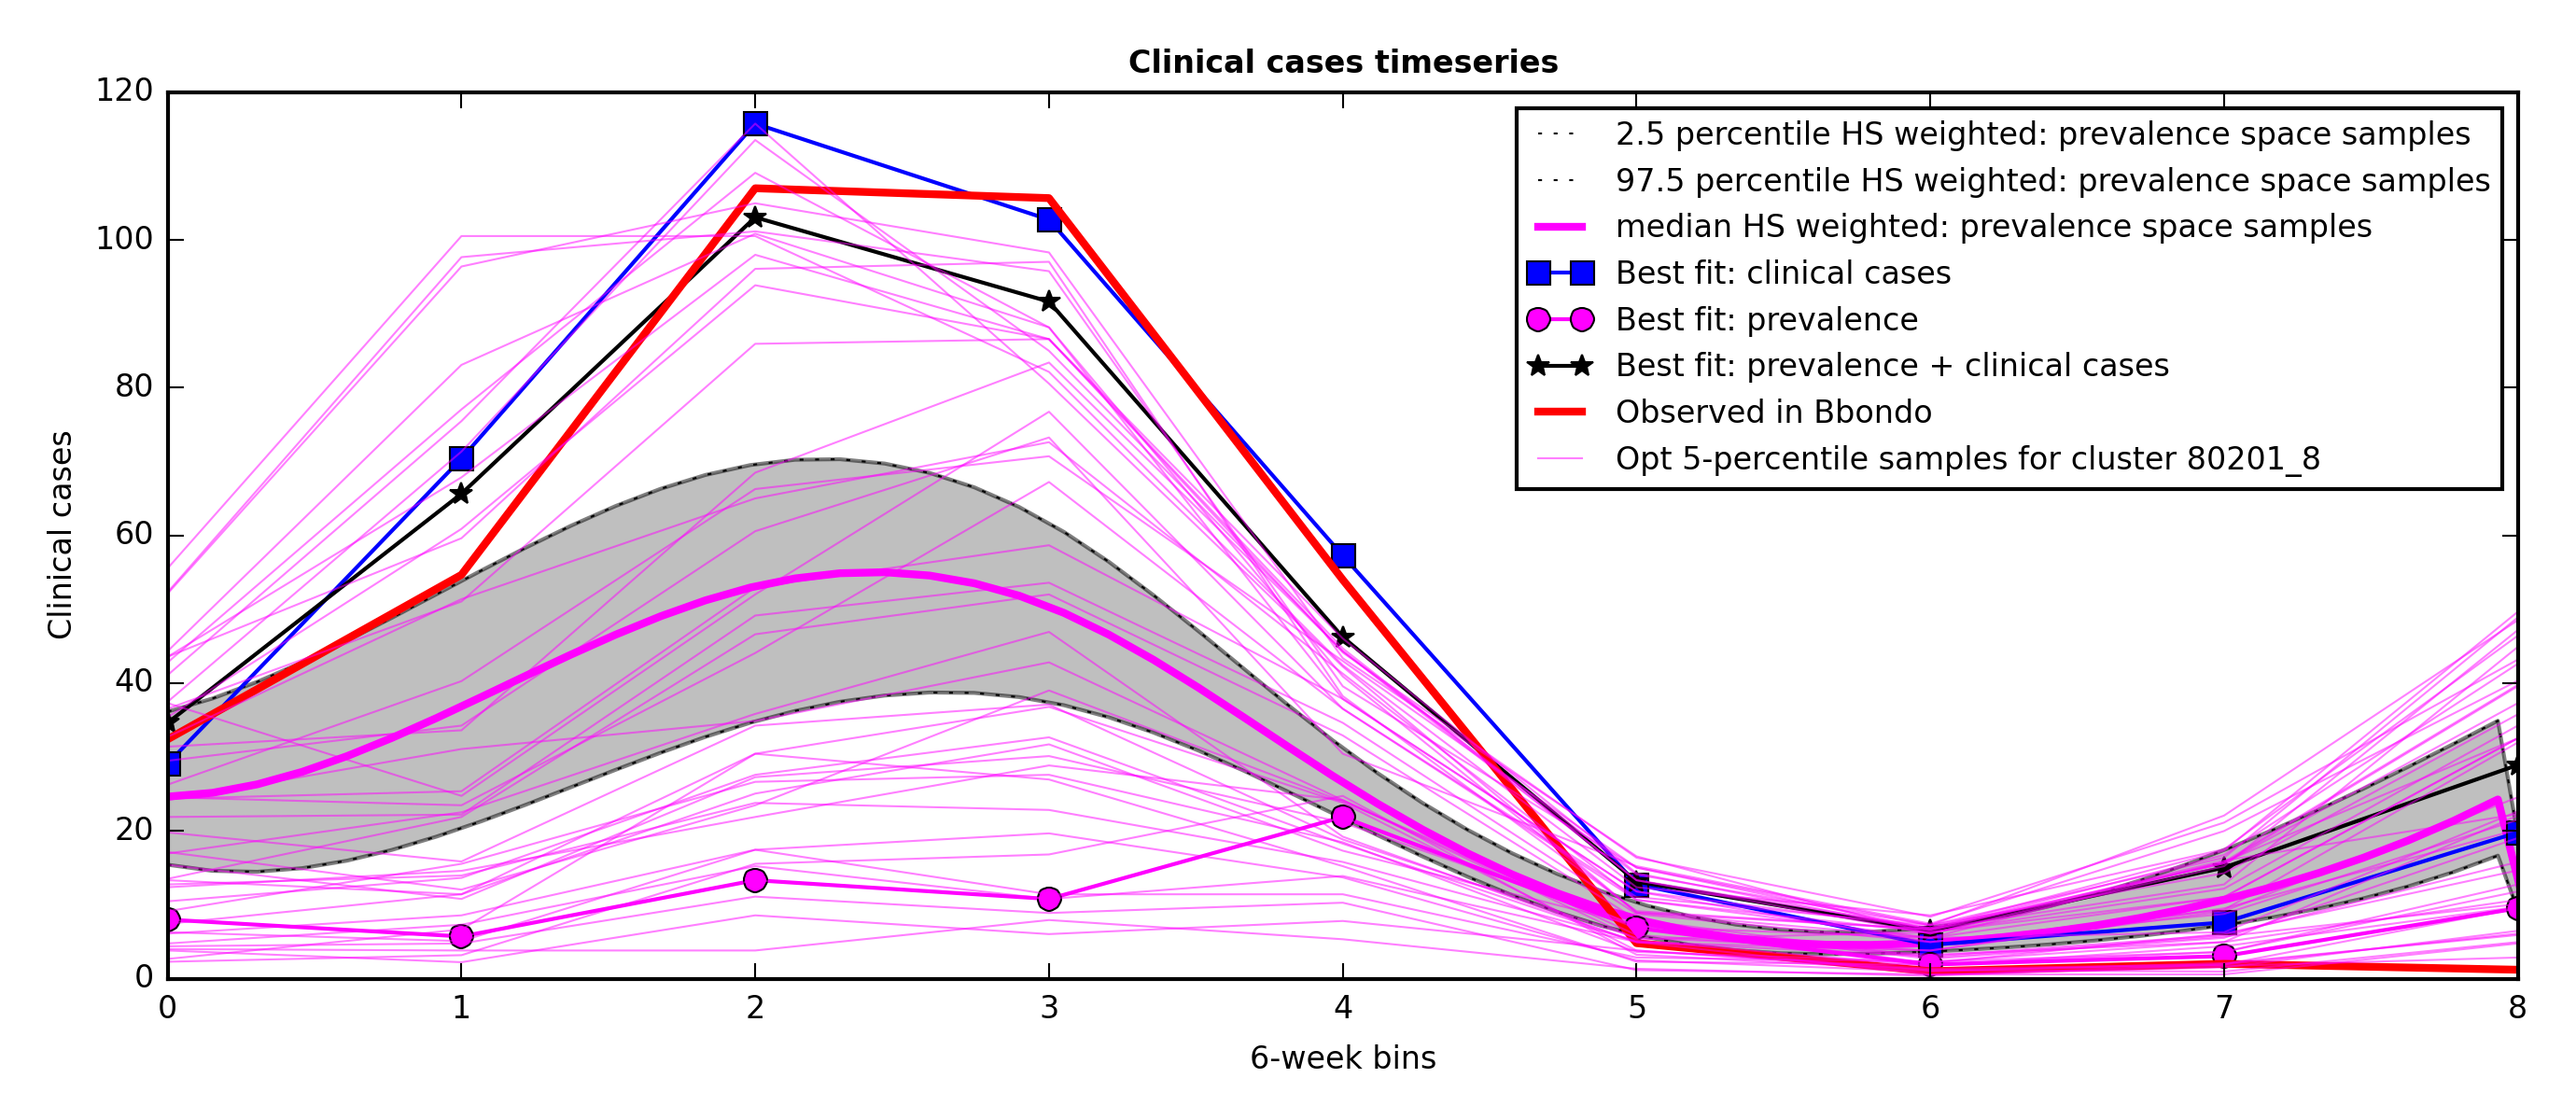 Clinical cases timeseries
120
100
80
60
40
20
0
Clinical cases
2.5 percentile HS weighted: prevalence space samples
97.5 percentile HS weighted: prevalence space samples
median HS weighted: prevalence space samples
Best fit: clinical cases
Best fit: prevalence
Best fit: prevalence + clinical cases
Observed in Bbondo
Opt 5-percentile samples for cluster 80201_8
0 1 2 3 4 5 6 7 8
6-week bins